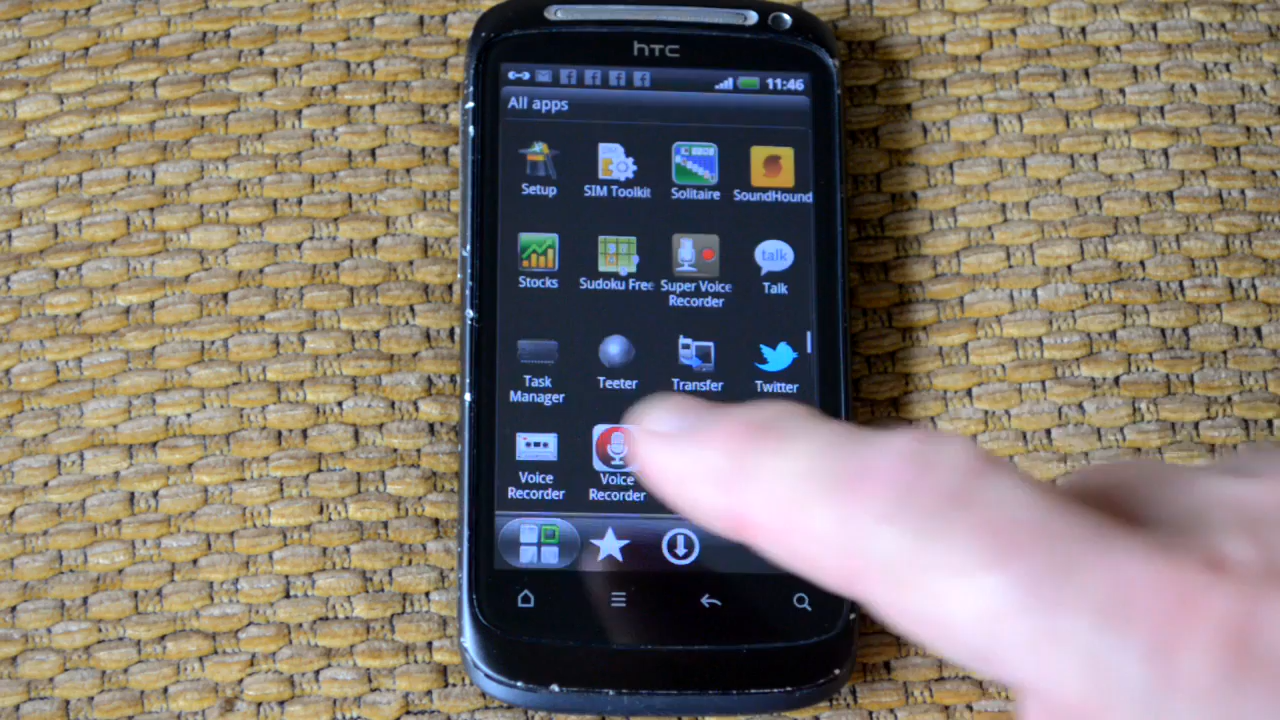 hTC
11:46
All apps
Setup
SIM Toolkit
Solitaire
SoundHound
Stocks
Sudoku Free
Super Voice
Recorder
talk
Talk
Task
Manager
Teeter
Transfer
Twitter
Voice
Recorder
Voice
Recorder